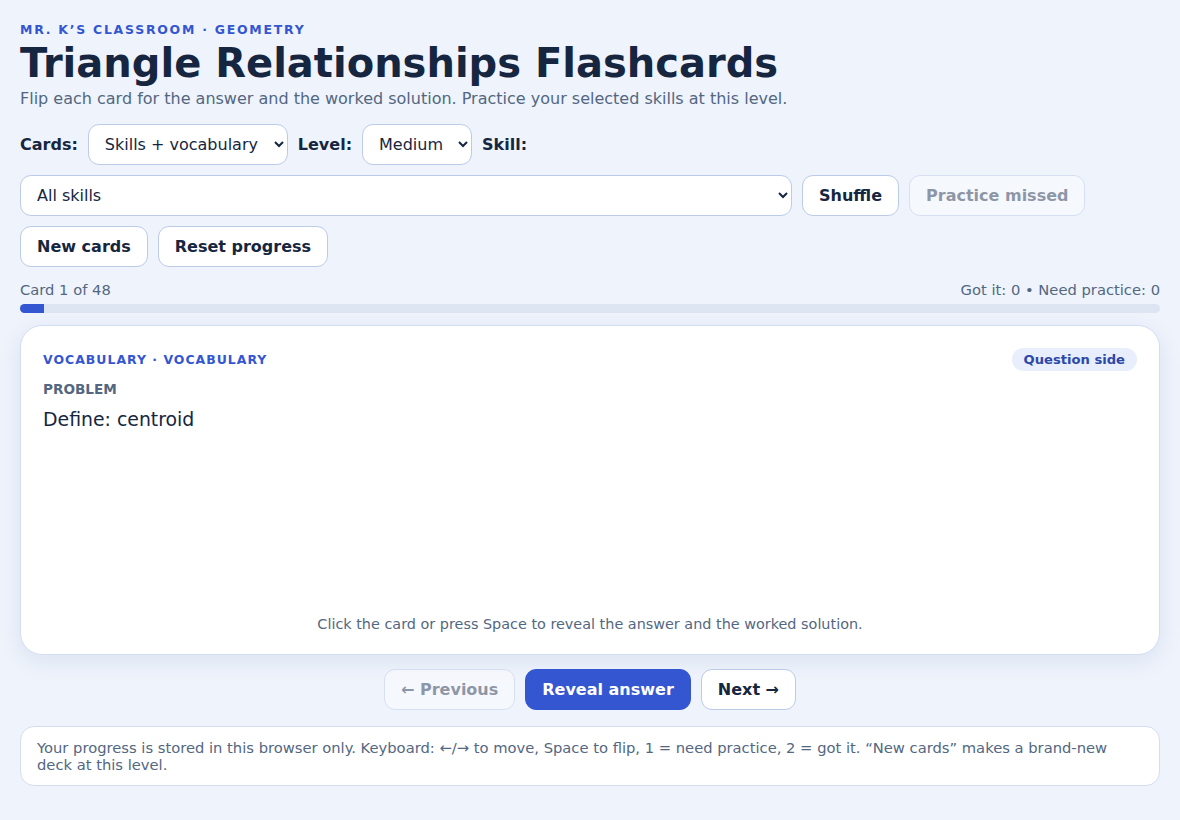 MR. K’S CLASSROOM · GEOMETRY
Triangle Relationships Flashcards
Flip each card for the answer and the worked solution. Practice your selected skills at this level.
Cards: Skills + vocabulary Level: Medium Skill:
All skills Shuffle Practice missed
New cards Reset progress
Card 1 of 48 Got it: 0 • Need practice: 0
VOCABULARY · VOCABULARY Question side
PROBLEM
Define: centroid
Click the card or press Space to reveal the answer and the worked solution.
← Previous Reveal answer Next →
Your progress is stored in this browser only. Keyboard: ←/→ to move, Space to flip, 1 = need practice, 2 = got it. “New cards” makes a brand-new
deck at this level.